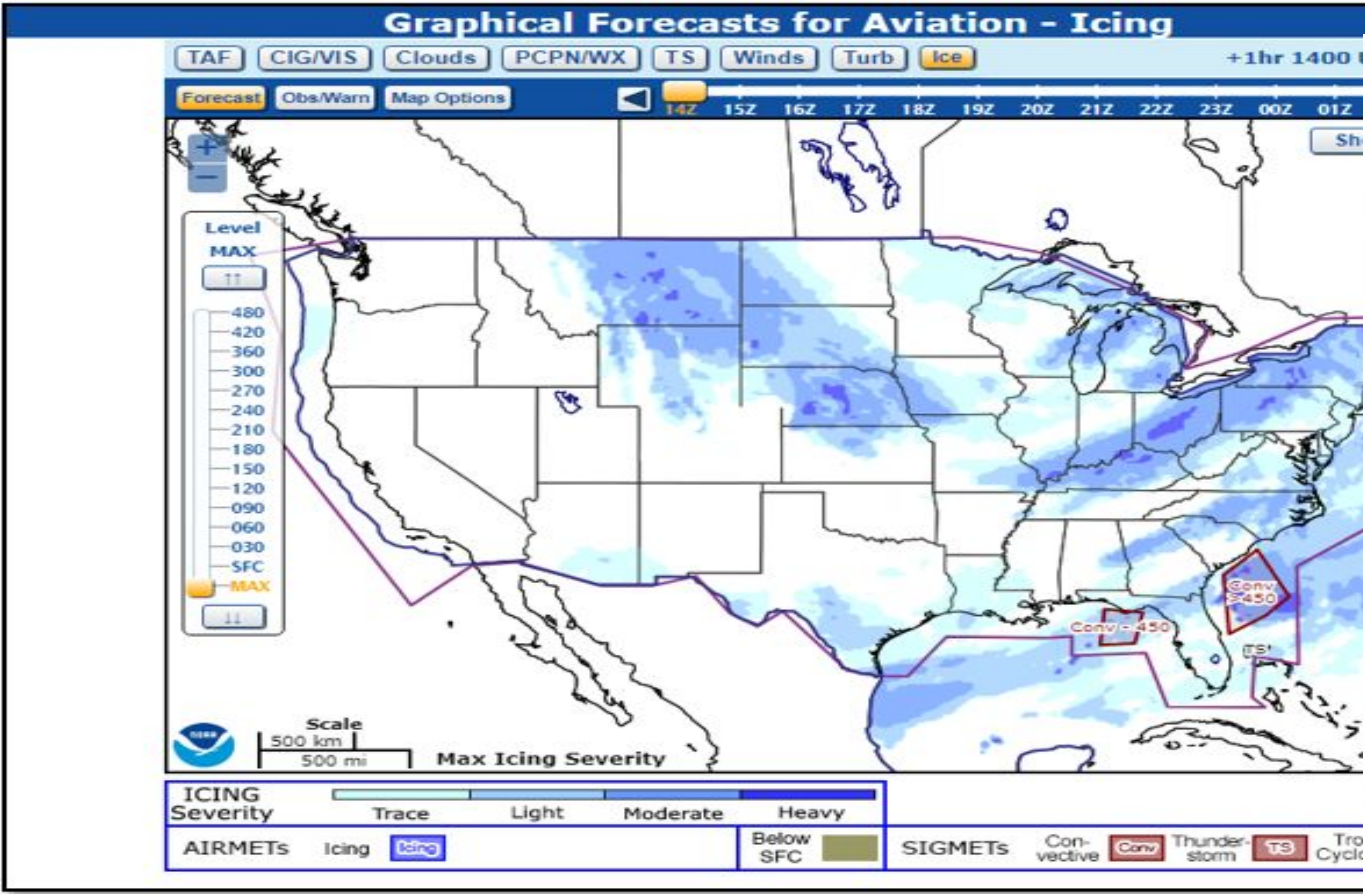 Graphical Forecasts for Aviation - Icing
TAF CIG/VIS Clouds PCPN/WX TS Winds Turb Ice +1hr 1400
Forecast Obs/Warn Map Options
14Z 15Z 16Z 17Z 18Z 19Z 20Z 21Z 22Z 23Z 00Z 01Z
+
Sh
−
Level
MAX
↑↑
480
420
360
300
270
240
210
180
150
120
090
060
030
SFC
MAX
↓↓
Conv
>450
Conv - 450
TS
Scale
500 km
500 mi
Max Icing Severity
ICING
Severity
Trace Light Moderate Heavy
AIRMETs Icing Icing
Below
SFC
SIGMETs
Con-
vective
Conv
Thunder-
storm
TS
Tro
Cyclo